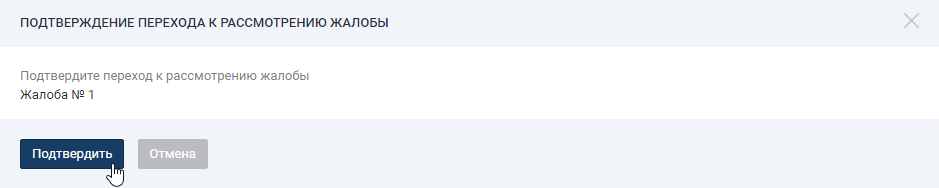 ПОДТВЕРЖДЕНИЕ ПЕРЕХОДА К РАССМОТРЕНИЮ ЖАЛОБЫ
Подтвердите переход к рассмотрению жалобы
Жалоба № 1
Подтвердить Отмена